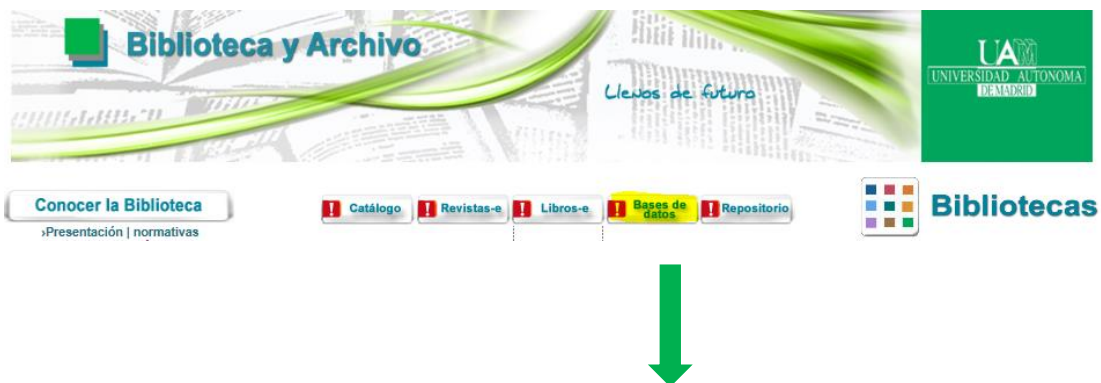 Biblioteca y Archivo
Llenos de futuro
UAM
UNIVERSIDAD AUTONOMA
DE MADRID
Conocer la Biblioteca
›Presentación | normativas
Catálogo
Revistas-e
Libros-e
Bases de
datos
Repositorio
Bibliotecas